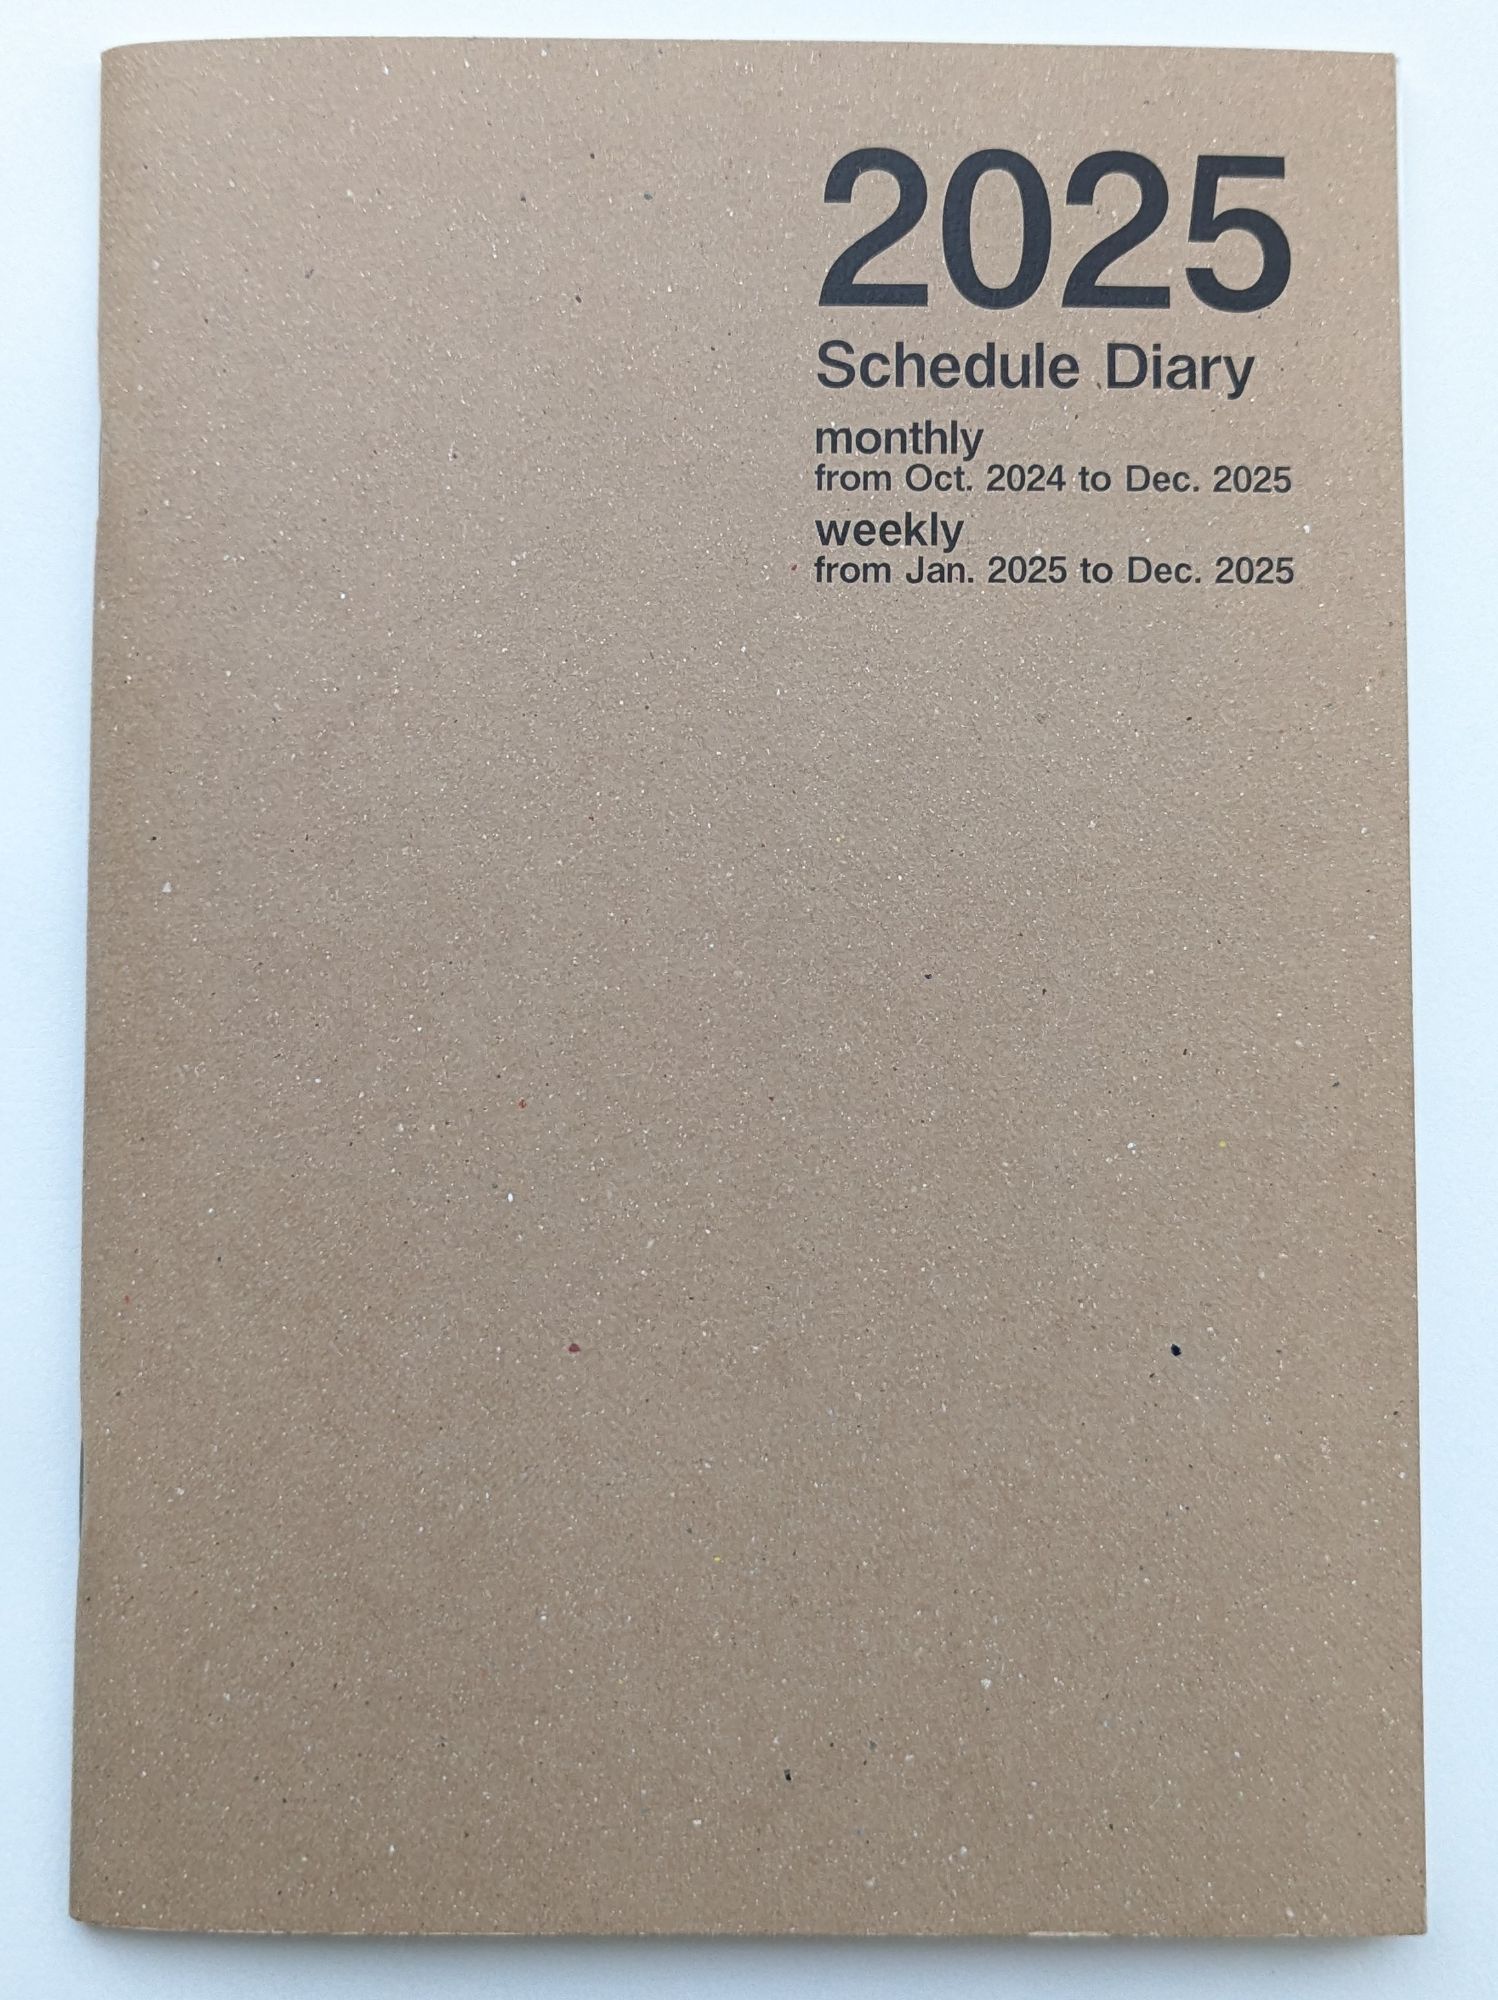 2025
Schedule Diary
monthly
from Oct. 2024 to Dec. 2025
weekly
from Jan. 2025 to Dec. 2025